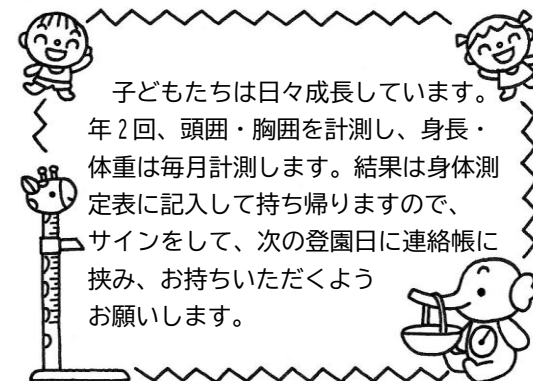 子どもたちは日々成長しています。
年2回、頭囲・胸囲を計測し、身長・
体重は毎月計測します。結果は身体測
定表に記入して持ち帰りますので、
サインをして、次の登園日に連絡帳に
挟み、お持ちいただくよう
お願いします。